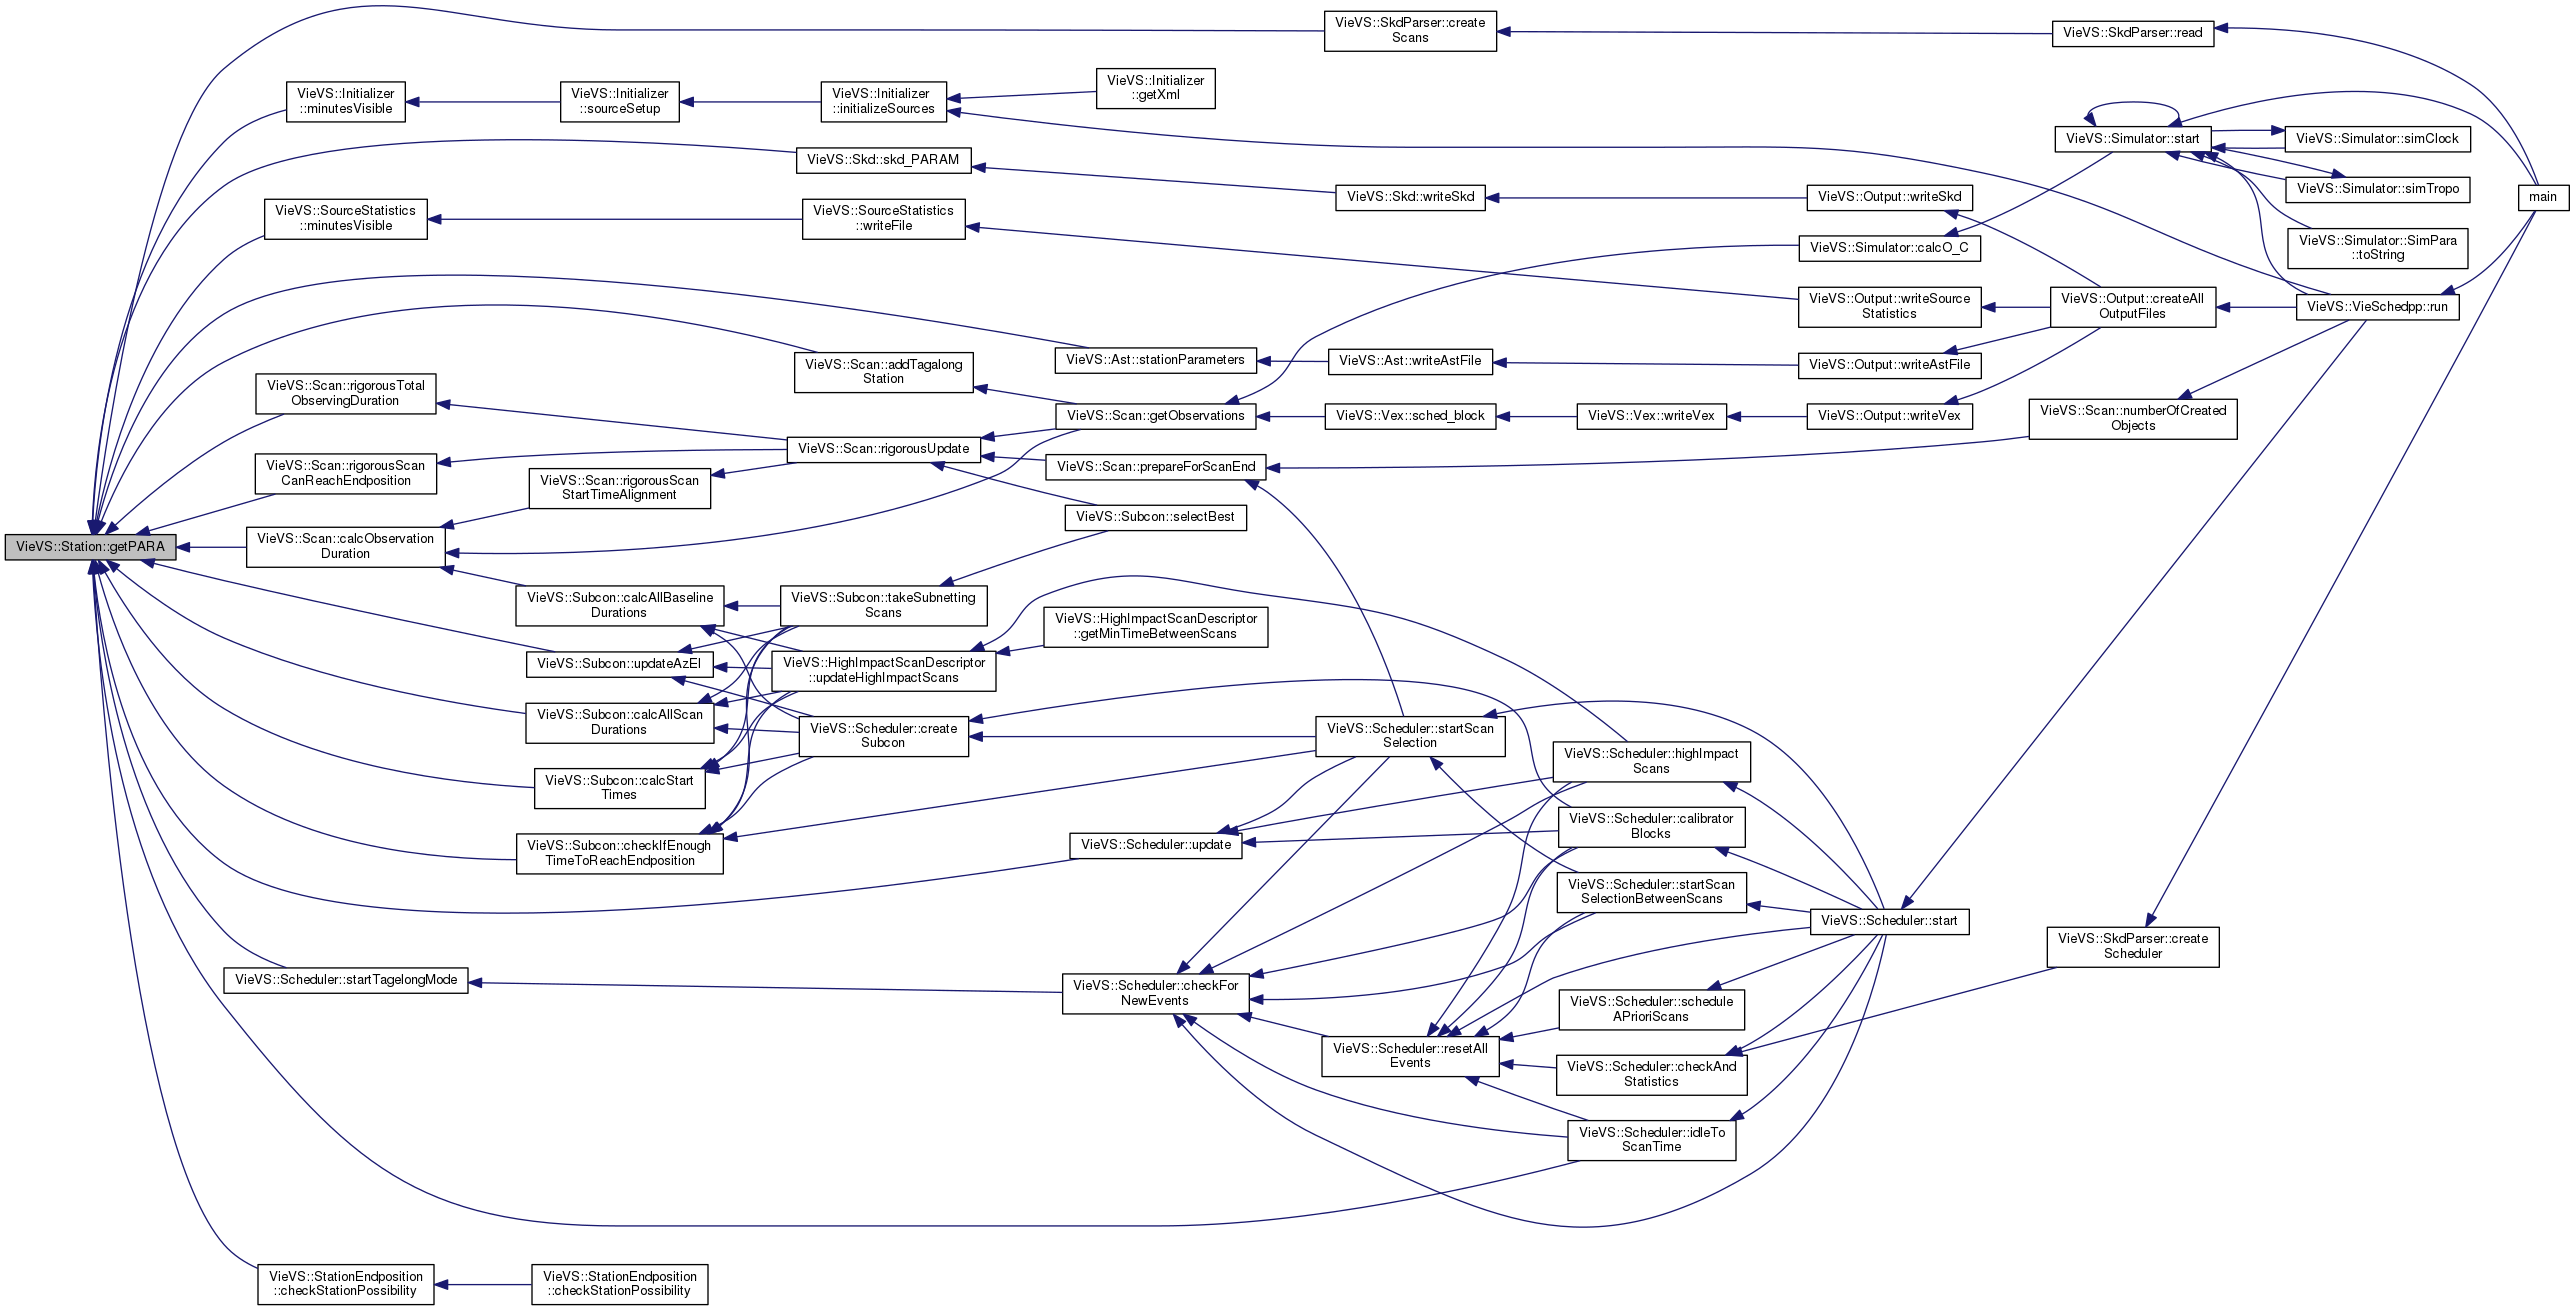 VieVS::Station::getPARA
VieVS::SkdParser::create
Scans
VieVS::SkdParser::read
main
VieVS::Initializer
::minutesVisible
VieVS::Initializer
::sourceSetup
VieVS::Initializer
::initializeSources
VieVS::Initializer
::getXml
VieVS::Skd::skd_PARAM
VieVS::Skd::writeSkd
VieVS::Output::writeSkd
VieVS::SourceStatistics
::minutesVisible
VieVS::SourceStatistics
::writeFile
VieVS::Output::writeSource
Statistics
VieVS::Simulator::start
VieVS::Simulator::simClock
VieVS::Simulator::simTropo
VieVS::Simulator::SimPara
::toString
VieVS::Simulator::calcO_C
VieVS::Output::createAll
OutputFiles
VieVS::VieSchedpp::run
VieVS::Ast::stationParameters
VieVS::Ast::writeAstFile
VieVS::Output::writeAstFile
VieVS::Scan::addTagalong
Station
VieVS::Scan::getObservations
VieVS::Vex::sched_block
VieVS::Vex::writeVex
VieVS::Output::writeVex
VieVS::Scan::numberOfCreated
Objects
VieVS::Scan::rigorousTotal
ObservingDuration
VieVS::Scan::rigorousUpdate
VieVS::Scan::prepareForScanEnd
VieVS::Scan::rigorousScan
CanReachEndposition
VieVS::Scan::rigorousScan
StartTimeAlignment
VieVS::Subcon::selectBest
VieVS::Scan::calcObservation
Duration
VieVS::Subcon::calcAllBaseline
Durations
VieVS::Subcon::takeSubnetting
Scans
VieVS::HighImpactScanDescriptor
::getMinTimeBetweenScans
VieVS::Subcon::updateAzEl
VieVS::HighImpactScanDescriptor
::updateHighImpactScans
VieVS::Subcon::calcAllScan
Durations
VieVS::Scheduler::create
Subcon
VieVS::Scheduler::startScan
Selection
VieVS::Scheduler::highImpact
Scans
VieVS::Subcon::calcStart
Times
VieVS::Subcon::checkIfEnough
TimeToReachEndposition
VieVS::Scheduler::update
VieVS::Scheduler::calibrator
Blocks
VieVS::Scheduler::startScan
SelectionBetweenScans
VieVS::Scheduler::start
VieVS::SkdParser::create
Scheduler
VieVS::Scheduler::startTagelongMode
VieVS::Scheduler::checkFor
NewEvents
VieVS::Scheduler::resetAll
Events
VieVS::Scheduler::schedule
APrioriScans
VieVS::Scheduler::checkAnd
Statistics
VieVS::Scheduler::idleTo
ScanTime
VieVS::StationEndposition
::checkStationPossibility
VieVS::StationEndposition
::checkStationPossibility